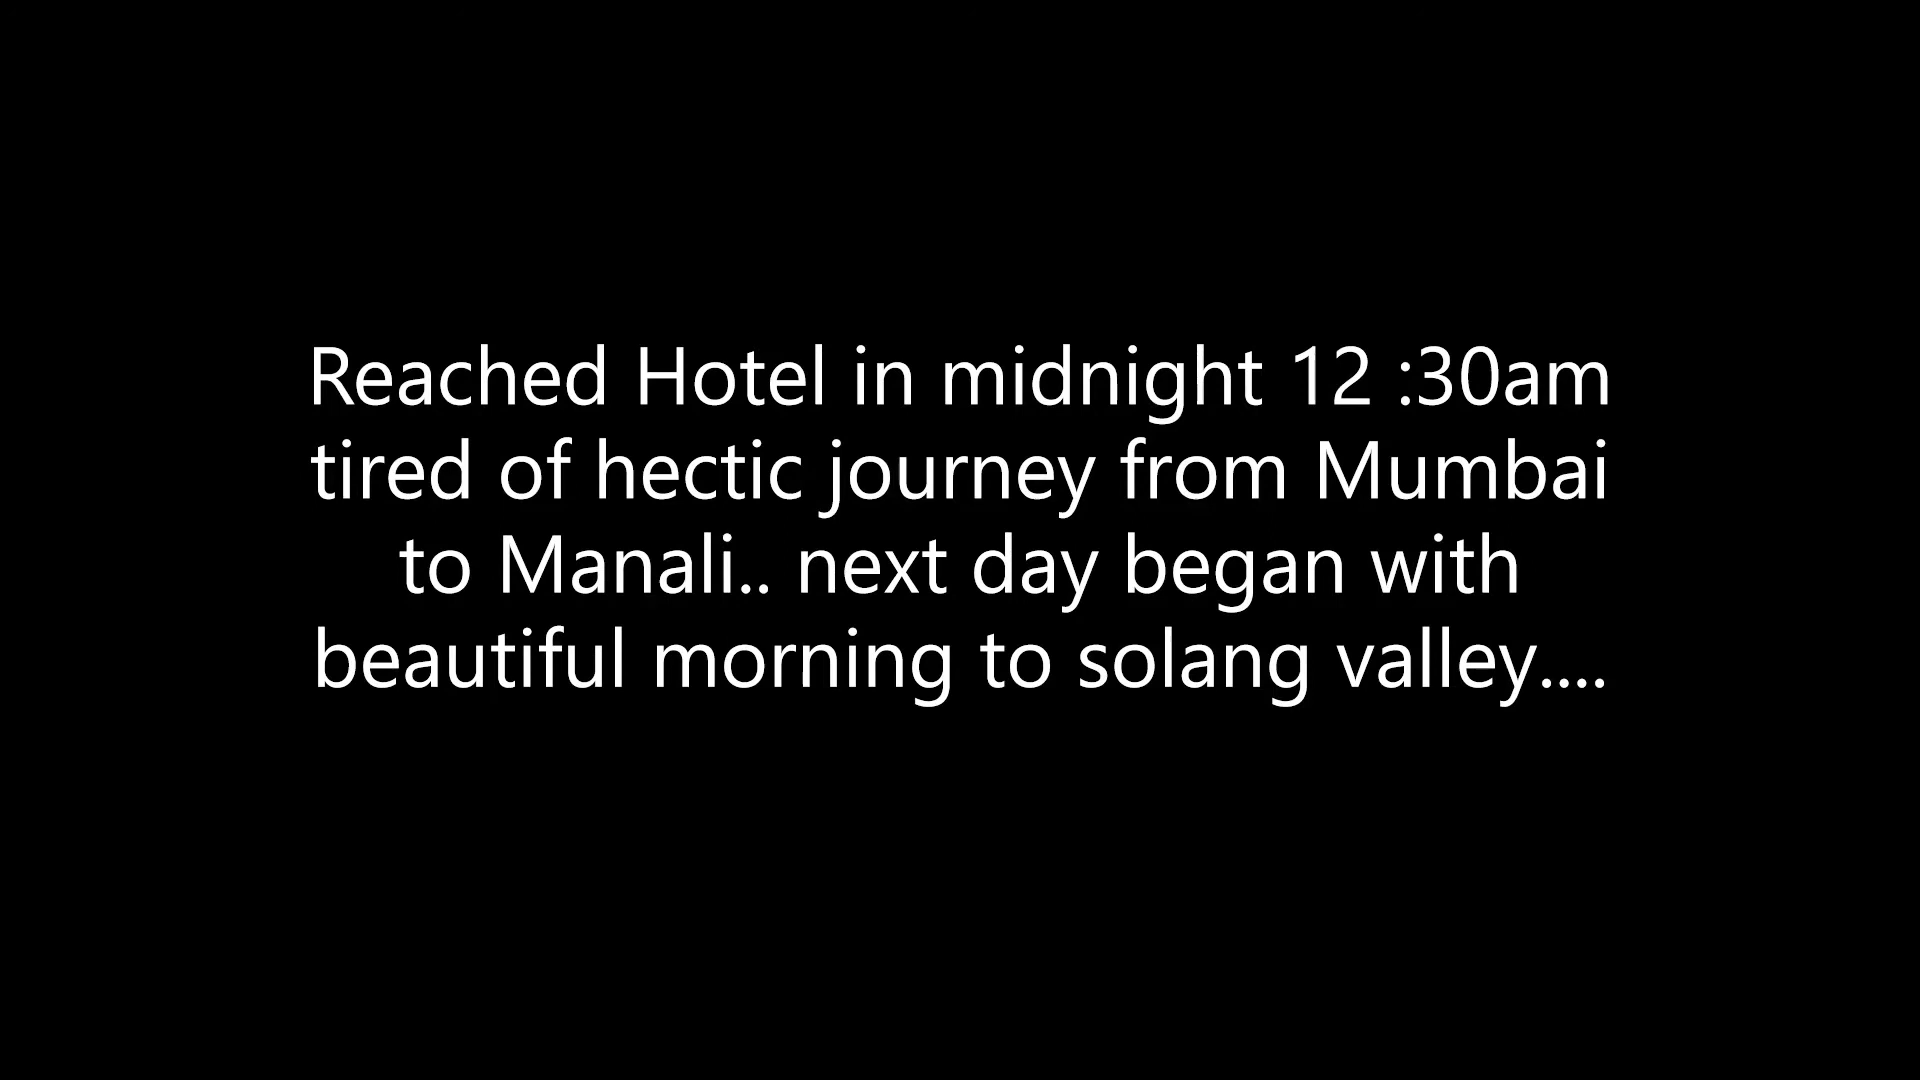 Reached Hotel in midnight 12 :30am
tired of hectic journey from Mumbai
to Manali.. next day began with
beautiful morning to solang valley....